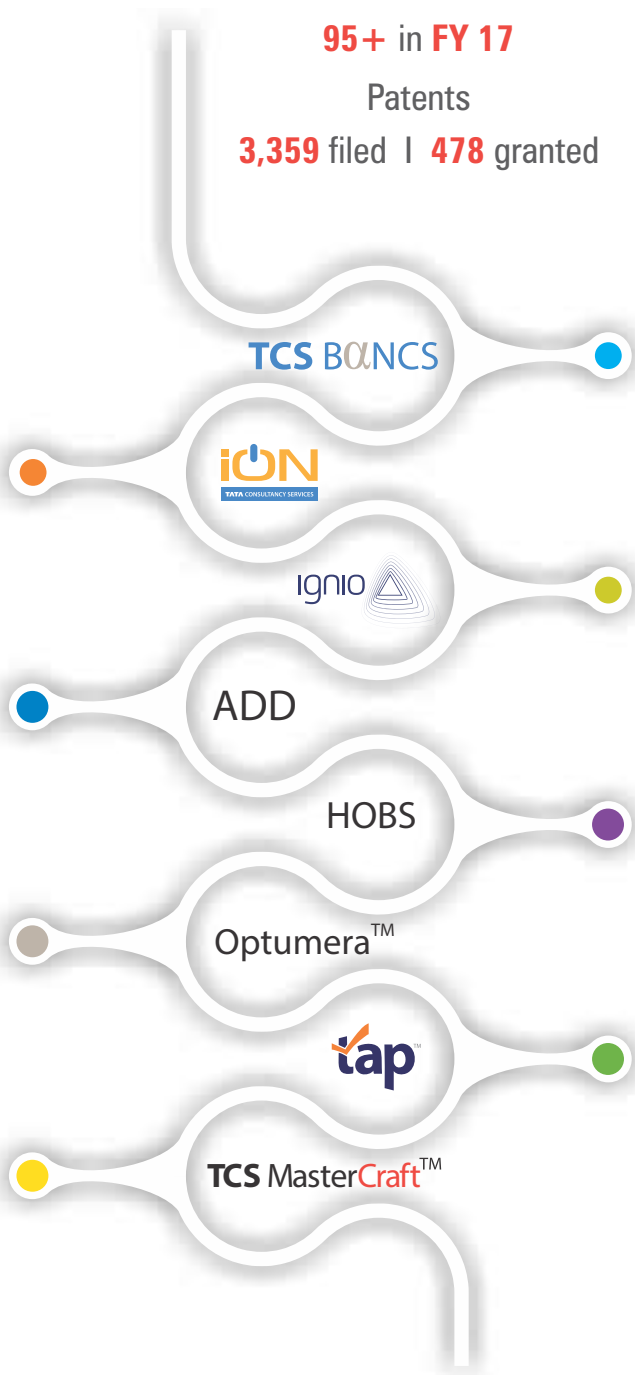 95+ in FY 17
Patents
3,359 filed | 478 granted
TCS BαNCS
iON
TATA CONSULTANCY SERVICES
ignio
ADD
HOBS
Optumera™
tap™
TCS MasterCraft™